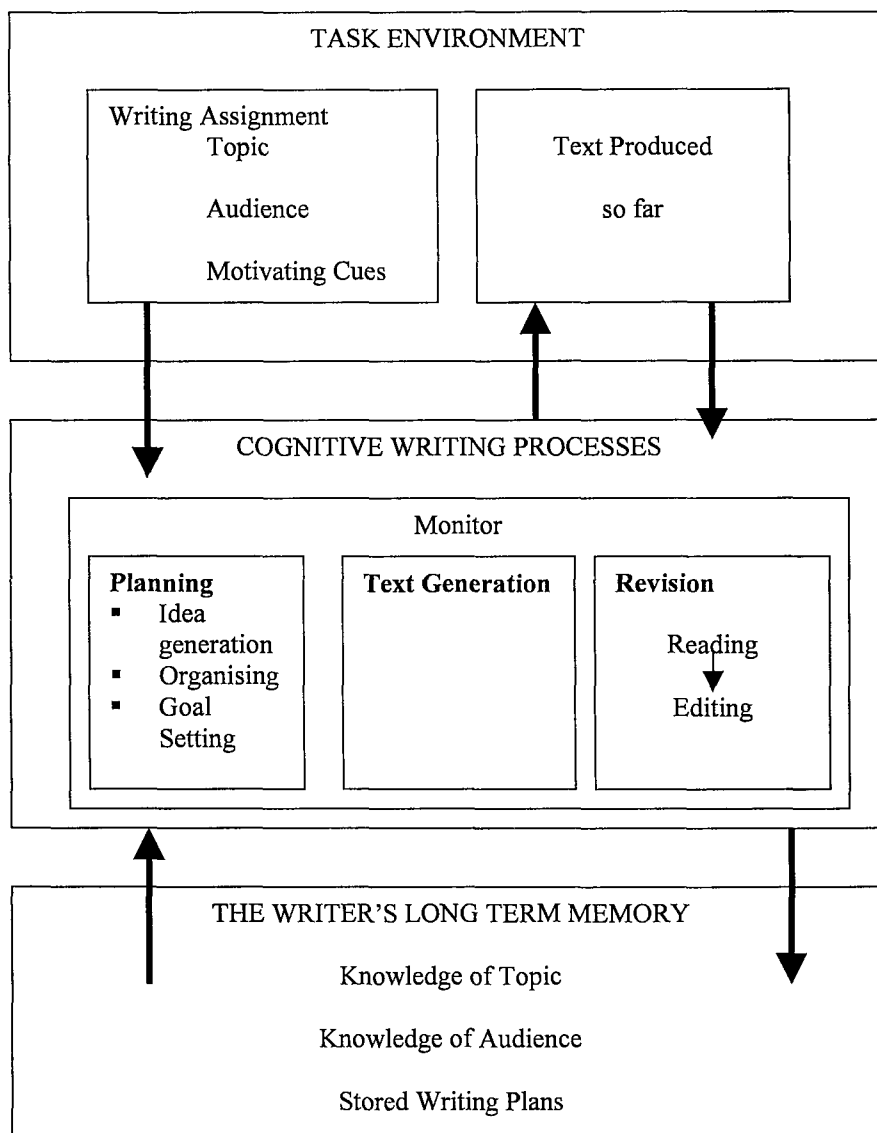 TASK ENVIRONMENT
Writing Assignment
Topic
Audience
Motivating Cues
Text Produced
so far
COGNITIVE WRITING PROCESSES
Monitor
Planning
▪ Idea
generation
▪ Organising
▪ Goal
Setting
Text Generation
Revision
Reading
Editing
THE WRITER'S LONG TERM MEMORY
Knowledge of Topic
Knowledge of Audience
Stored Writing Plans